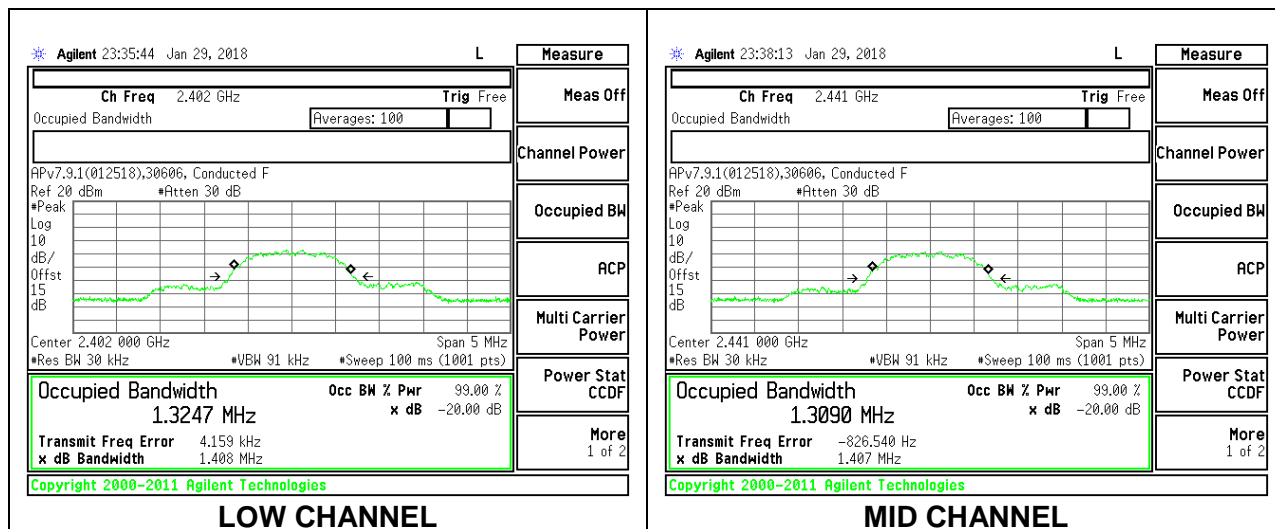 Agilent 23:35:44 Jan 29, 2018 L
Measure
Ch Freq 2.402 GHz Trig Free
Occupied Bandwidth Averages: 100
APv7.9.1(012518),30606, Conducted F
Ref 20 dBm #Atten 30 dB
#Peak
Log
10
dB/
Offst
15
dB
Center 2.402 000 GHz Span 5 MHz
#Res BW 30 kHz #VBW 91 kHz #Sweep 100 ms (1001 pts)
Occupied Bandwidth Occ BW % Pwr 99.00 %
1.3247 MHz x dB -20.00 dB
Transmit Freq Error 4.159 kHz
x dB Bandwidth 1.408 MHz
Copyright 2000-2011 Agilent Technologies
Meas Off
Channel Power
Occupied BW
ACP
Multi Carrier
Power
Power Stat
CCDF
More
1 of 2
LOW CHANNEL
Agilent 23:38:13 Jan 29, 2018 L
Measure
Ch Freq 2.441 GHz Trig Free
Occupied Bandwidth Averages: 100
APv7.9.1(012518),30606, Conducted F
Ref 20 dBm #Atten 30 dB
#Peak
Log
10
dB/
Offst
15
dB
Center 2.441 000 GHz Span 5 MHz
#Res BW 30 kHz #VBW 91 kHz #Sweep 100 ms (1001 pts)
Occupied Bandwidth Occ BW % Pwr 99.00 %
1.3090 MHz x dB -20.00 dB
Transmit Freq Error -826.540 Hz
x dB Bandwidth 1.407 MHz
Copyright 2000-2011 Agilent Technologies
Meas Off
Channel Power
Occupied BW
ACP
Multi Carrier
Power
Power Stat
CCDF
More
1 of 2
MID CHANNEL